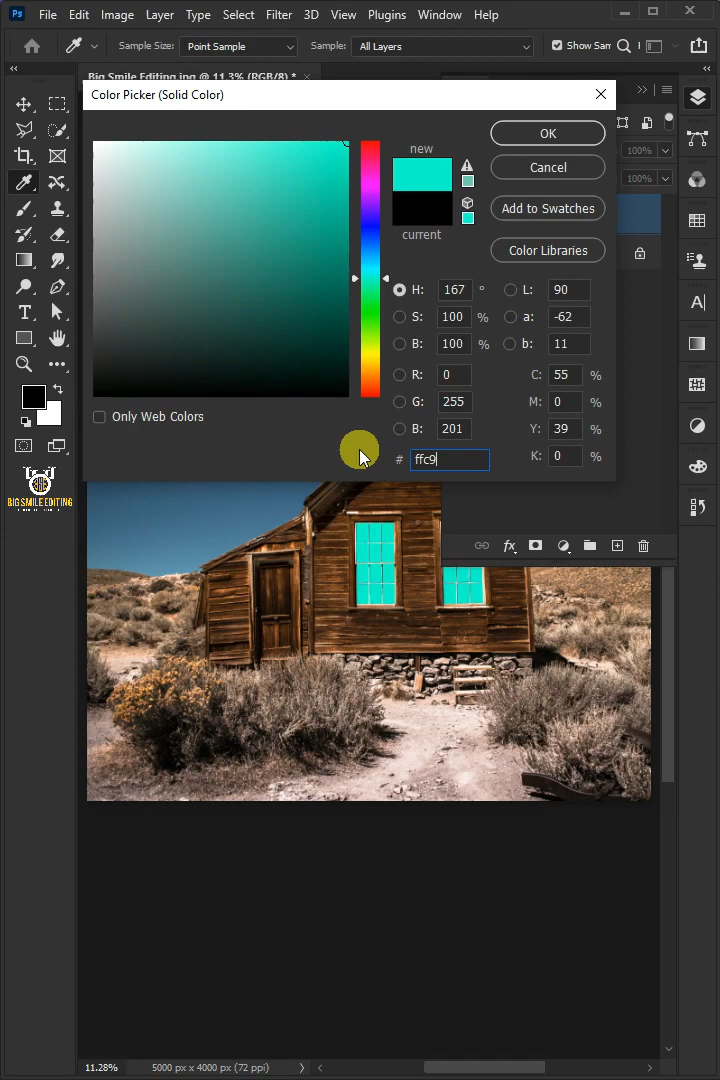 Ps File Edit Image Layer Type Select Filter 3D View Plugins Window Help
Sample Size: Point Sample Sample: All Layers Show Sam
Big Smile Editing.jpg @ 11.3% (RGB/8) *
Color Picker (Solid Color)
new
OK
100%
Cancel
100%
Add to Swatches
current
Color Libraries
H: 167 ° L: 90
S: 100 % a: -62
B: 100 % b: 11
R: 0 C: 55 %
G: 255 M: 0 %
Only Web Colors
B: 201 Y: 39 %
# ffc9 K: 0 %
BIG SMILE EDITING
fx
11.28% 5000 px x 4000 px (72 ppi)